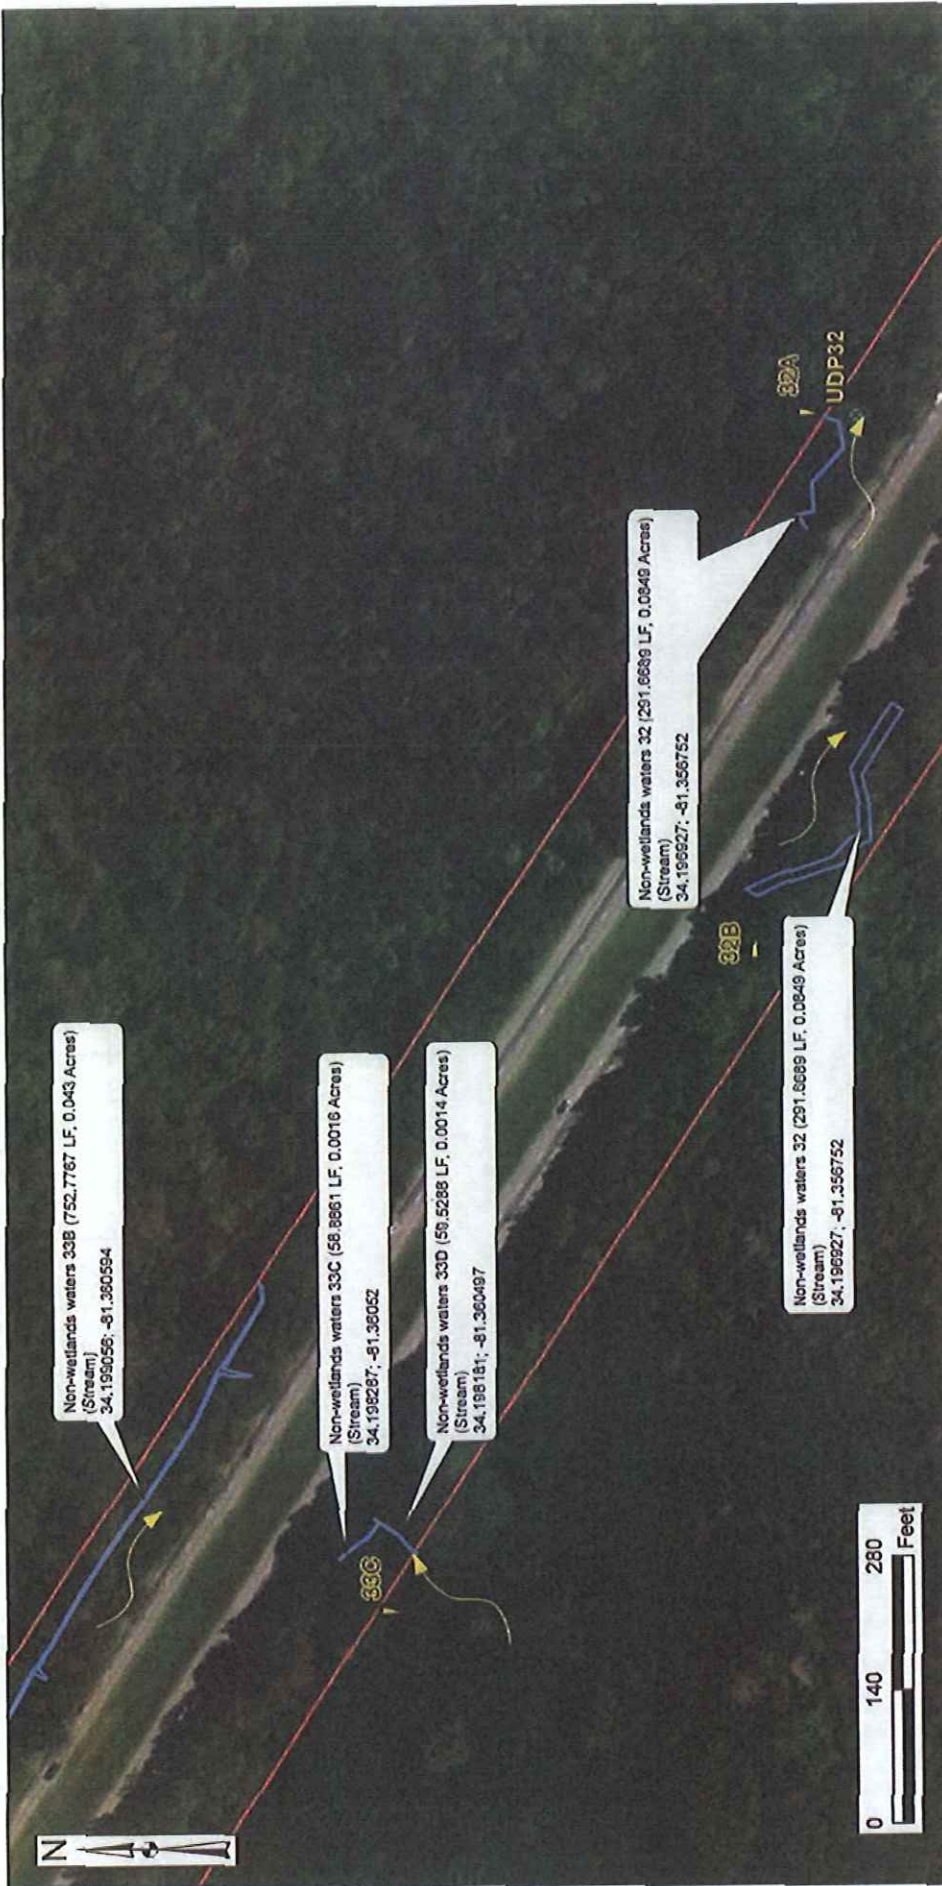 Non-wetlands waters 33B (752.7767 LF, 0.043 Acres)
(Stream)
34.199056; -81.360594
Non-wetlands waters 33C (58.8861 LF, 0.0016 Acres)
(Stream)
34.198287; -81.36052
Non-wetlands waters 33D (59.5288 LF, 0.0014 Acres)
(Stream)
34.198181; -81.360497
Non-wetlands waters 32 (291.6689 LF, 0.0849 Acres)
(Stream)
34.196927; -81.356752
Non-wetlands waters 32 (291.6689 LF, 0.0849 Acres)
(Stream)
34.196927; -81.356752
33C
32B
32A
UDP32
N
0 140 280
Feet